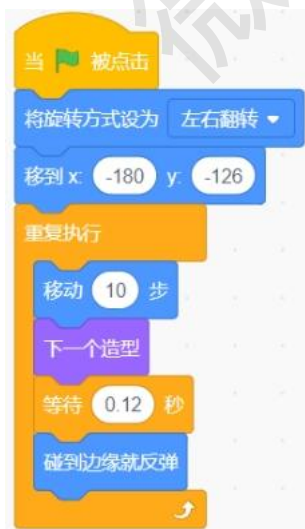 当 被点击
将旋转方式设为 左右翻转
移到 x: -180 y: -126
重复执行
移动 10 步
下一个造型
等待 0.12 秒
碰到边缘就反弹